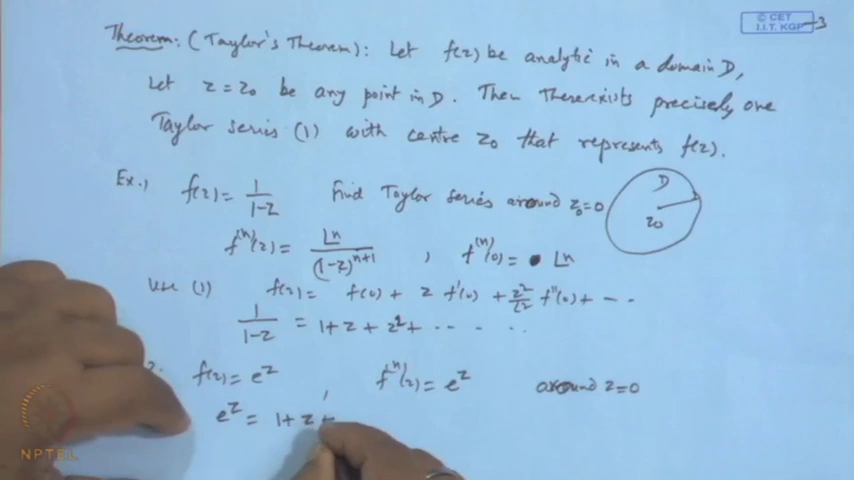 © CET
I.I.T. KGP
3
Theorem: (Taylor's Theorem): Let f(z) be analytic in a domain D,
Let z = z0 be any point in D. Then there exists precisely one
Taylor series (1) with centre z0 that represents f(z).
Ex.1 f(z) = 1/(1-z) Find Taylor series around z0=0
D
z0
f^(n)(z) = ⌊n/(1-z)^(n+1) , f^(n)(0) = ⌊n
Use (1) f(z) = f(0) + z f'(0) + z²/⌊2 f''(0) + ---
1/(1-z) = 1 + z + z² + - - - - - -
2. f(z) = e^z , f^(n)(z) = e^z around z=0
e^z = 1 + z +
NPTEL